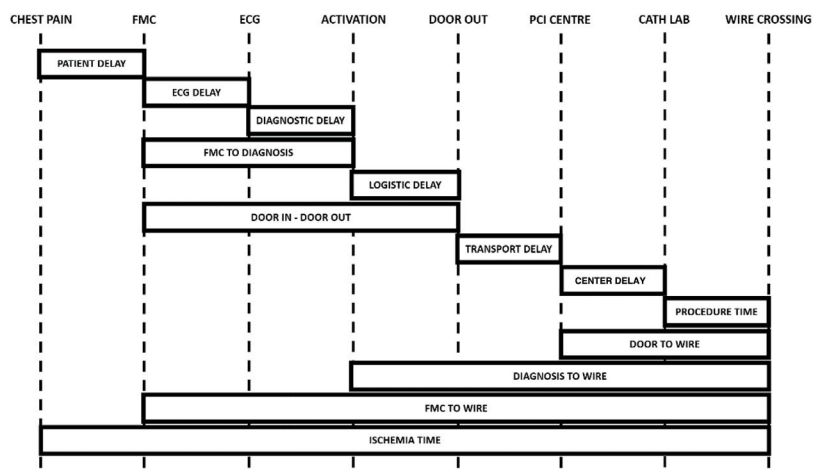 CHEST PAIN FMC ECG ACTIVATION DOOR OUT PCI CENTRE CATH LAB WIRE CROSSING
PATIENT DELAY
ECG DELAY
DIAGNOSTIC DELAY
FMC TO DIAGNOSIS
LOGISTIC DELAY
DOOR IN - DOOR OUT
TRANSPORT DELAY
CENTER DELAY
PROCEDURE TIME
DOOR TO WIRE
DIAGNOSIS TO WIRE
FMC TO WIRE
ISCHEMIA TIME